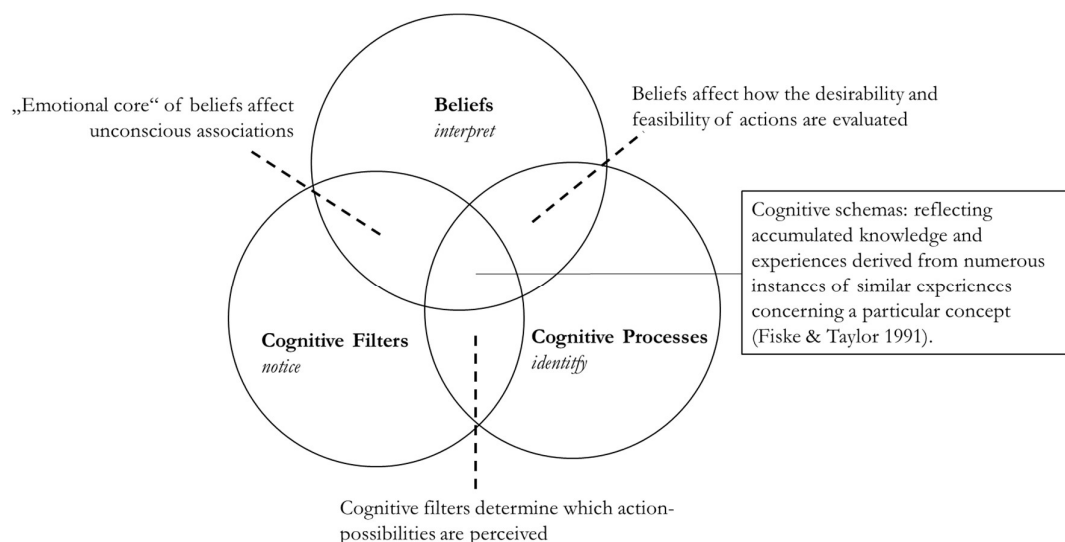 „Emotional core“ of beliefs affect
unconscious associations
Beliefs
interpret
Beliefs affect how the desirability and
feasibility of actions are evaluated
Cognitive schemas: reflecting
accumulated knowledge and
experiences derived from numerous
instances of similar experiences
concerning a particular concept
(Fiske & Taylor 1991).
Cognitive Filters
notice
Cognitive Processes
identitfy
Cognitive filters determine which action-
possibilities are perceived